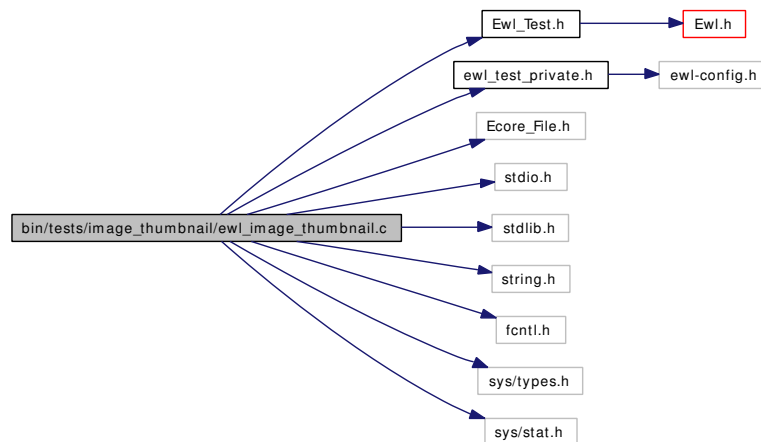 Ewl_Test.h
Ewl.h
ewl_test_private.h
ewl-config.h
Ecore_File.h
stdio.h
bin/tests/image_thumbnail/ewl_image_thumbnail.c
stdlib.h
string.h
fcntl.h
sys/types.h
sys/stat.h